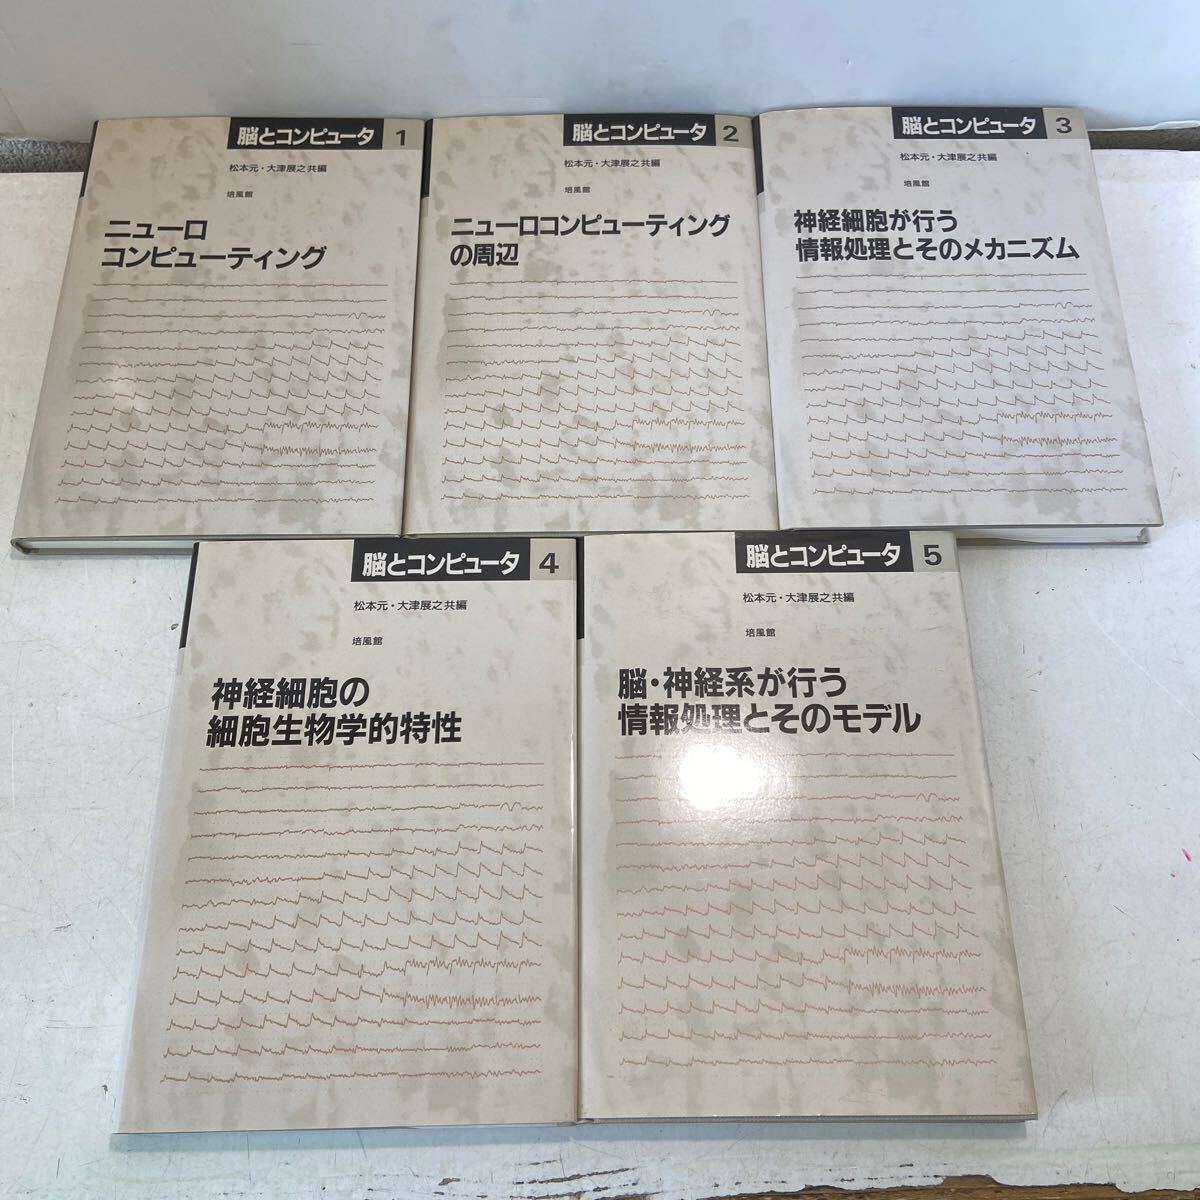 脳とコンピュータ 1
松本元・大津展之共編
培風館
ニューロ
コンピューティング
脳とコンピュータ 2
松本元・大津展之共編
培風館
ニューロコンピューティング
の周辺
脳とコンピュータ 3
松本元・大津展之共編
培風館
神経細胞が行う
情報処理とそのメカニズム
脳とコンピュータ 4
松本元・大津展之共編
培風館
神経細胞の
細胞生物学的特性
脳とコンピュータ 5
松本元・大津展之共編
培風館
脳・神経系が行う
情報処理とそのモデル